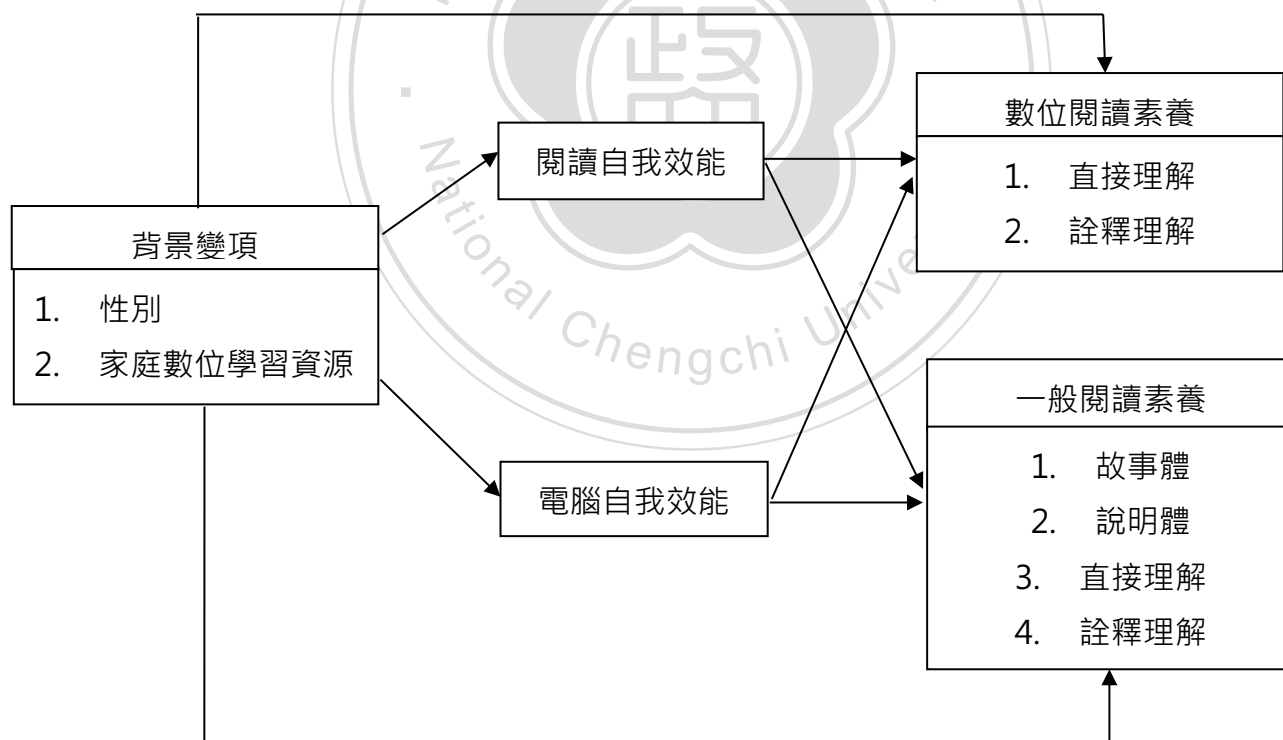 數位閱讀素養
1. 直接理解
2. 詮釋理解
閱讀自我效能
背景變項
1. 性別
2. 家庭數位學習資源
電腦自我效能
一般閱讀素養
1. 故事體
2. 說明體
3. 直接理解
4. 詮釋理解
政
National Chengchi Unive